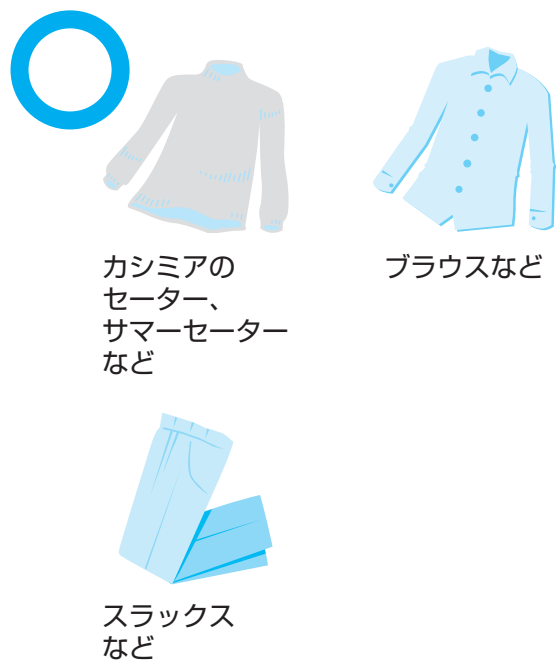 カシミアの
セーター、
サマーセーター
など
ブラウスなど
スラックス
など